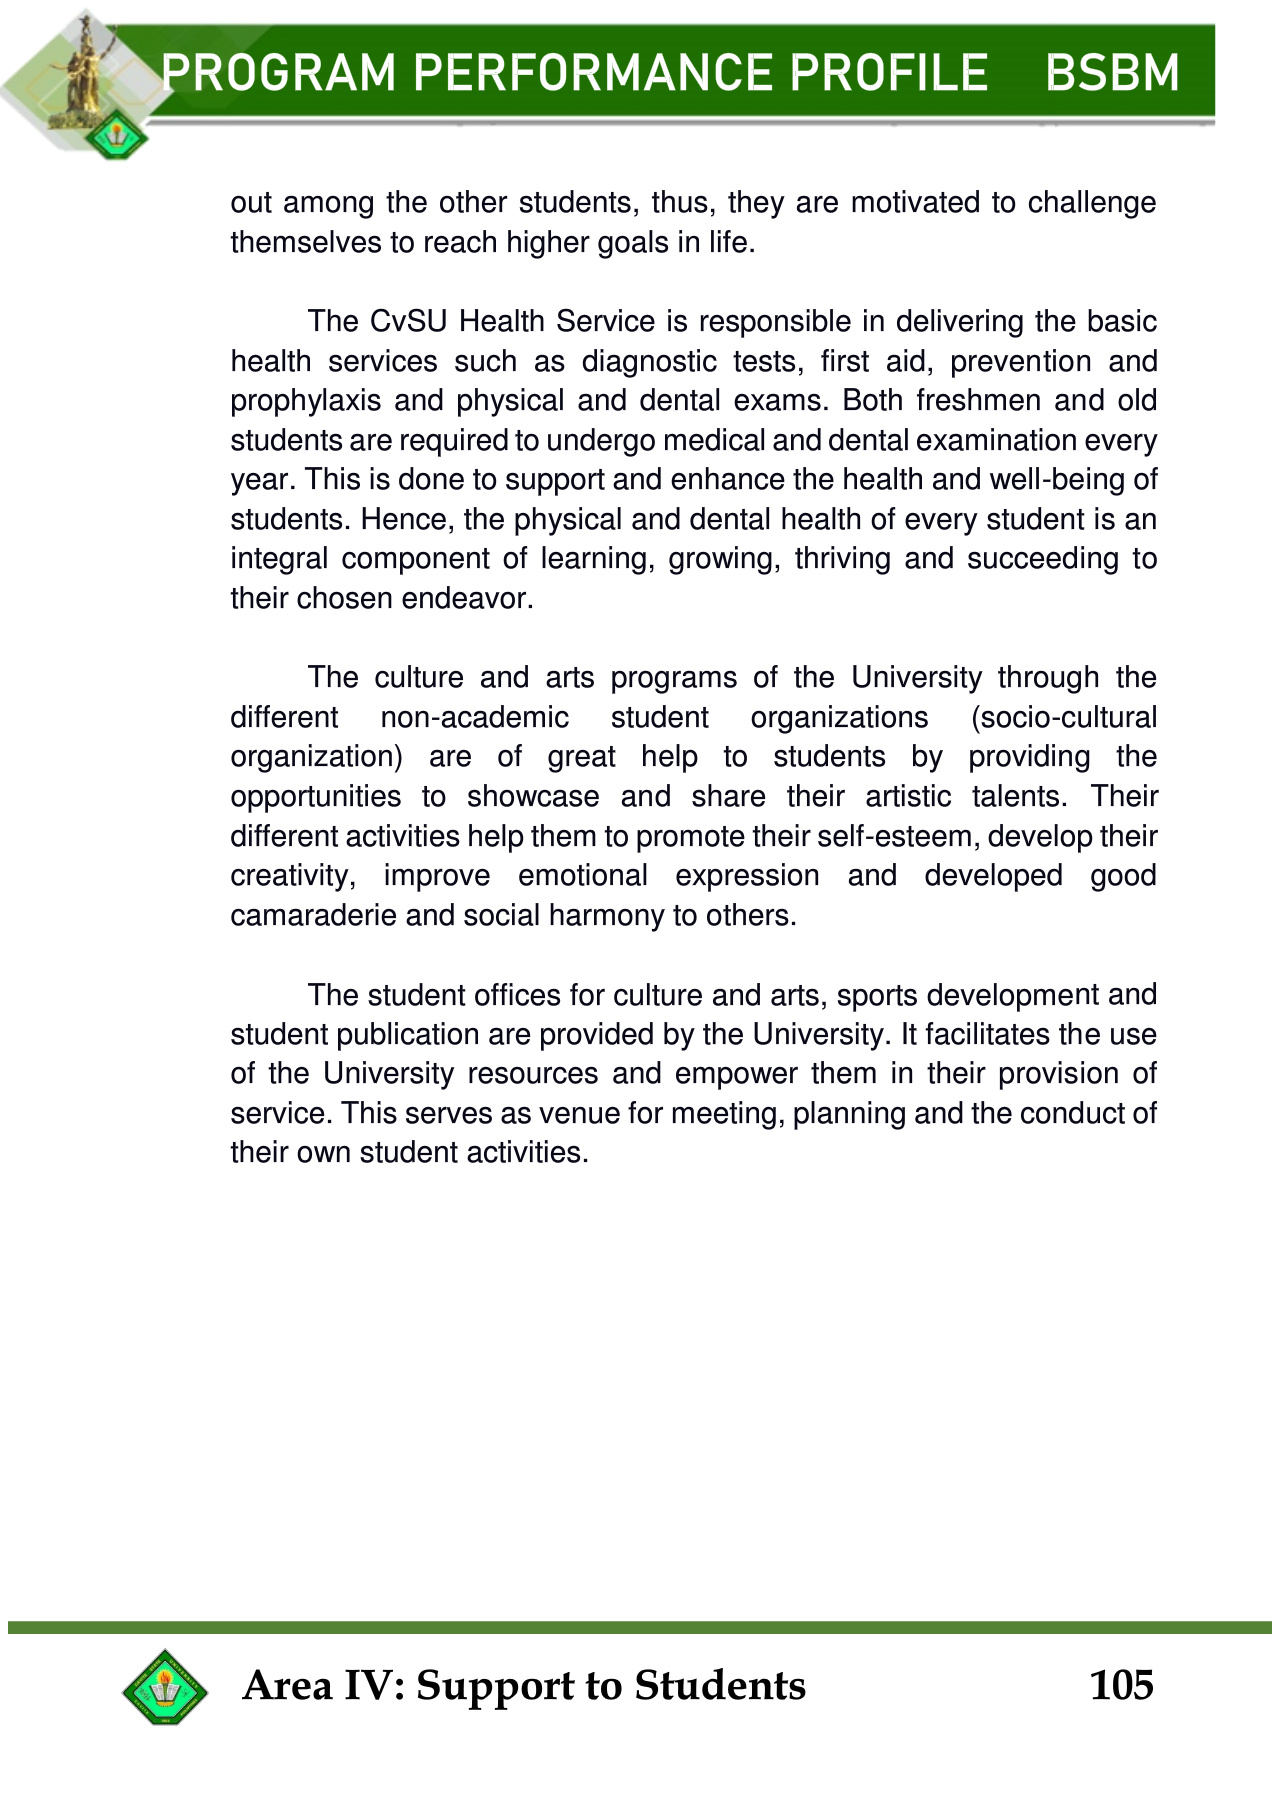 PROGRAM PERFORMANCE PROFILE BSBM
out among the other students, thus, they are motivated to challenge
themselves to reach higher goals in life.
The CvSU Health Service is responsible in delivering the basic
health services such as diagnostic tests, first aid, prevention and
prophylaxis and physical and dental exams. Both freshmen and old
students are required to undergo medical and dental examination every
year. This is done to support and enhance the health and well-being of
students. Hence, the physical and dental health of every student is an
integral component of learning, growing, thriving and succeeding to
their chosen endeavor.
The culture and arts programs of the University through the
different non-academic student organizations (socio-cultural
organization) are of great help to students by providing the
opportunities to showcase and share their artistic talents. Their
different activities help them to promote their self-esteem, develop their
creativity, improve emotional expression and developed good
camaraderie and social harmony to others.
The student offices for culture and arts, sports development and
student publication are provided by the University. It facilitates the use
of the University resources and empower them in their provision of
service. This serves as venue for meeting, planning and the conduct of
their own student activities.
Area IV: Support to Students 105